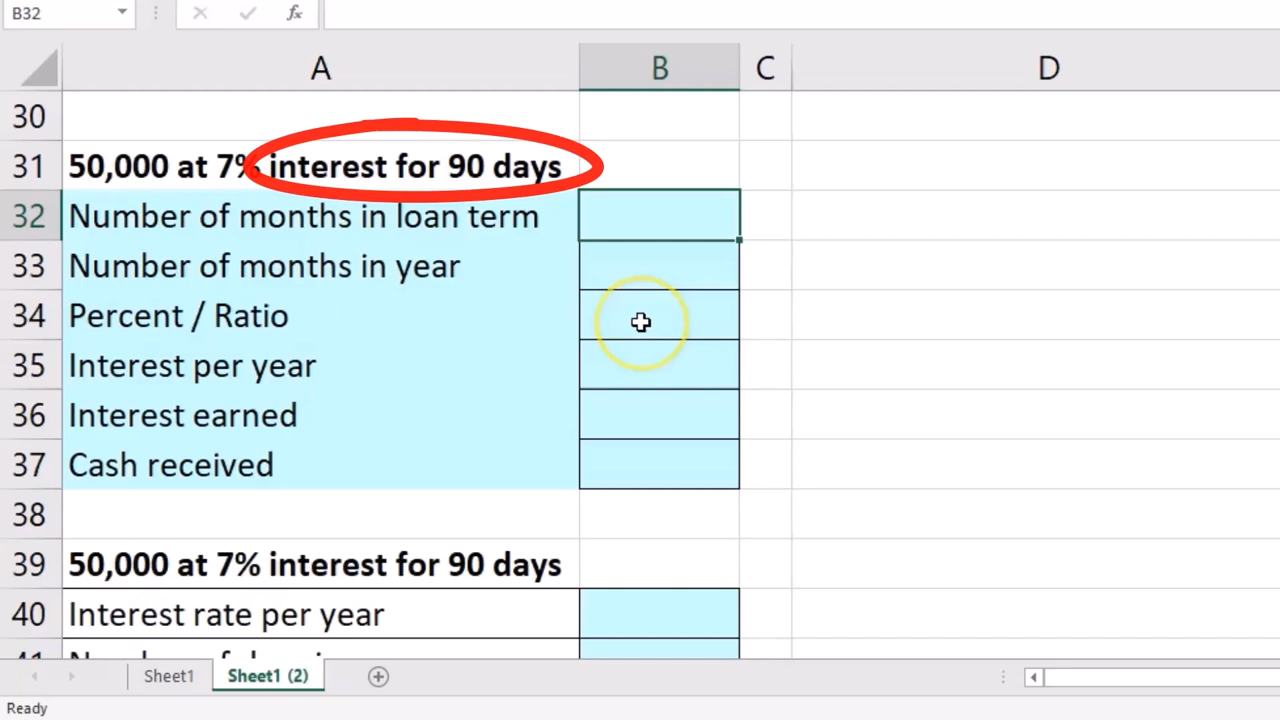 B32
fx
A B C D
30
31 50,000 at 7% interest for 90 days
32 Number of months in loan term
33 Number of months in year
34 Percent / Ratio
35 Interest per year
36 Interest earned
37 Cash received
38
39 50,000 at 7% interest for 90 days
40 Interest rate per year
41
Sheet1 Sheet1 (2)
Ready